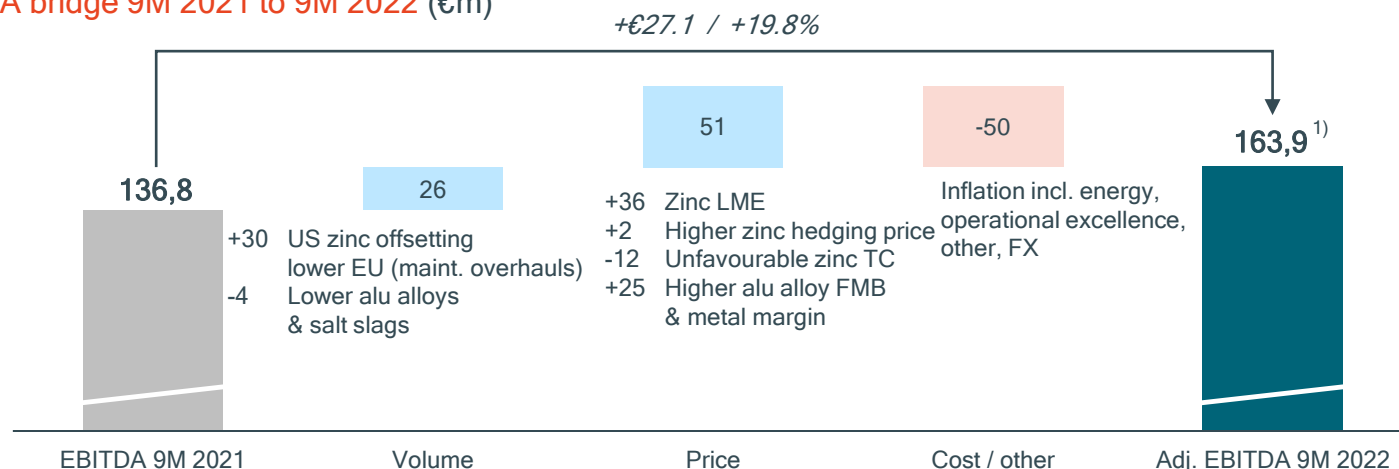 A bridge 9M 2021 to 9M 2022 (€m)
+€27.1 / +19.8%
136,8
26
51
-50
163,9 1)
+30 US zinc offsetting
lower EU (maint. overhauls)
-4 Lower alu alloys
& salt slags
+36 Zinc LME
+2 Higher zinc hedging price
-12 Unfavourable zinc TC
+25 Higher alu alloy FMB
& metal margin
Inflation incl. energy,
operational excellence,
other, FX
EBITDA 9M 2021
Volume
Price
Cost / other
Adj. EBITDA 9M 2022